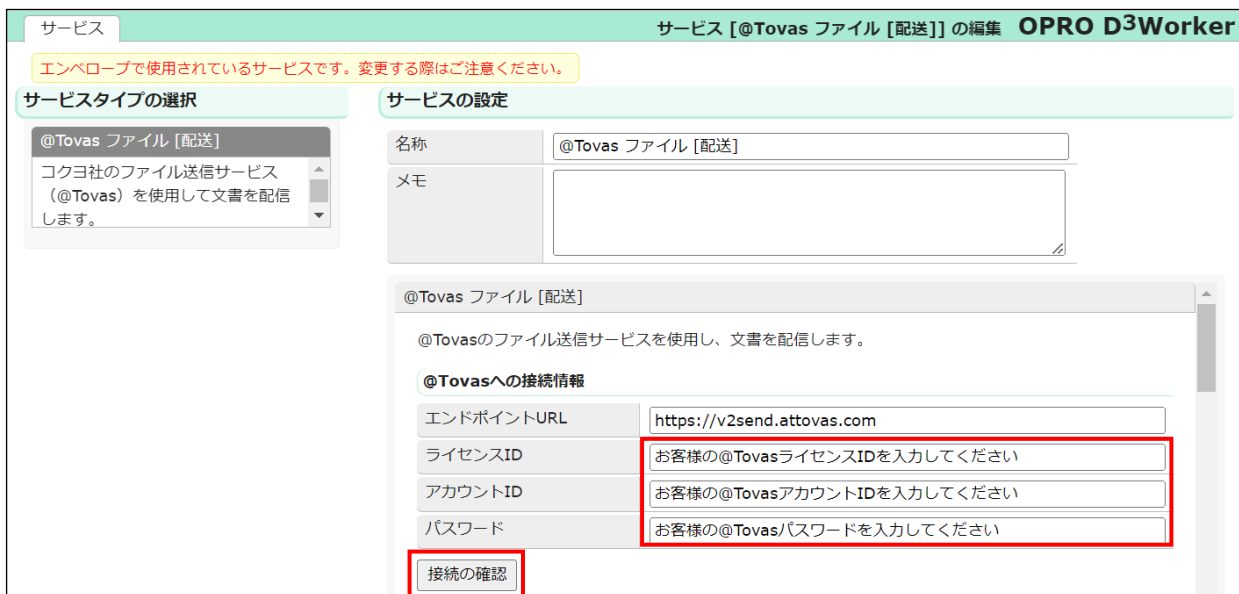 サービス
サービス [@Tovas ファイル [配送]] の編集 OPRO D3Worker
エンベロープで使用されているサービスです。変更する際はご注意ください。
サービスタイプの選択
@Tovas ファイル [配送]
コクヨ社のファイル送信サービス
（@Tovas）を使用して文書を配信
します。
サービスの設定
名称
@Tovas ファイル [配送]
メモ
@Tovas ファイル [配送]
@Tovasのファイル送信サービスを使用し、文書を配信します。
@Tovasへの接続情報
エンドポイントURL
https://v2send.attovas.com
ライセンスID
お客様の@TovasライセンスIDを入力してください
アカウントID
お客様の@TovasアカウントIDを入力してください
パスワード
お客様の@Tovasパスワードを入力してください
接続の確認